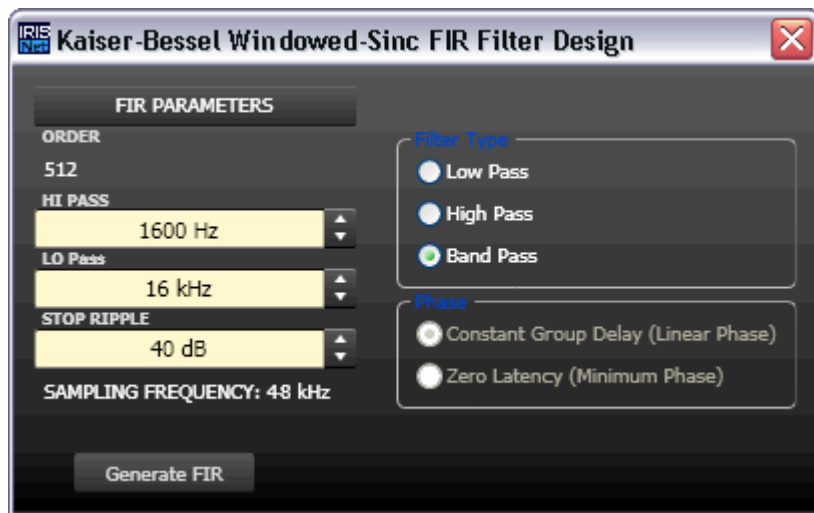 IRIS
Net
Kaiser-Bessel Windowed-Sinc FIR Filter Design
FIR PARAMETERS
ORDER
512
HI PASS
1600 Hz
LO Pass
16 kHz
STOP RIPPLE
40 dB
SAMPLING FREQUENCY: 48 kHz
Generate FIR
Filter Type
Low Pass
High Pass
Band Pass
Phase
Constant Group Delay (Linear Phase)
Zero Latency (Minimum Phase)